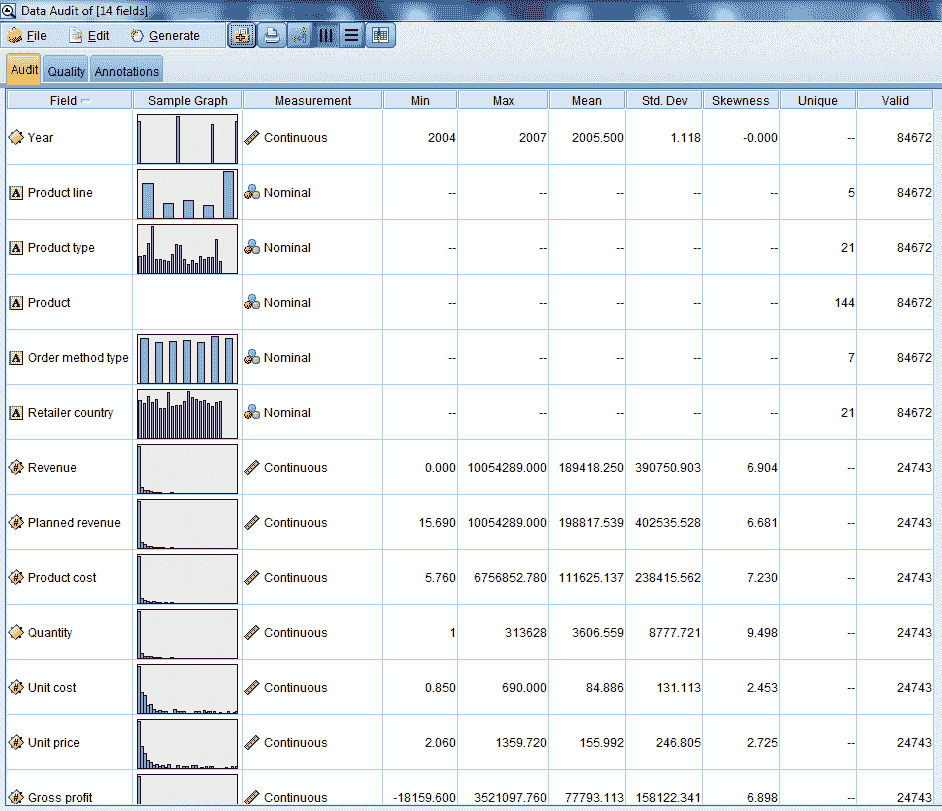 Data Audit of [14 fields]
File Edit Generate
Audit Quality Annotations
Field Sample Graph Measurement Min Max Mean Std. Dev Skewness Unique Valid
Year Continuous 2004 2007 2005.500 1.118 -0.000 -- 84672
A Product line Nominal -- -- -- -- -- 5 84672
A Product type Nominal -- -- -- -- -- 21 84672
A Product Nominal -- -- -- -- -- 144 84672
A Order method type Nominal -- -- -- -- -- 7 84672
A Retailer country Nominal -- -- -- -- -- 21 84672
# Revenue Continuous 0.000 10054289.000 189418.250 390750.903 6.904 -- 24743
# Planned revenue Continuous 15.690 10054289.000 198817.539 402535.528 6.681 -- 24743
# Product cost Continuous 5.760 6756852.780 111625.137 238415.562 7.230 -- 24743
Quantity Continuous 1 313628 3606.559 8777.721 9.498 -- 24743
# Unit cost Continuous 0.850 690.000 84.886 131.113 2.453 -- 24743
# Unit price Continuous 2.060 1359.720 155.992 246.805 2.725 -- 24743
# Gross profit Continuous -18159.600 3521097.760 77793.113 158122.341 6.898 -- 24743